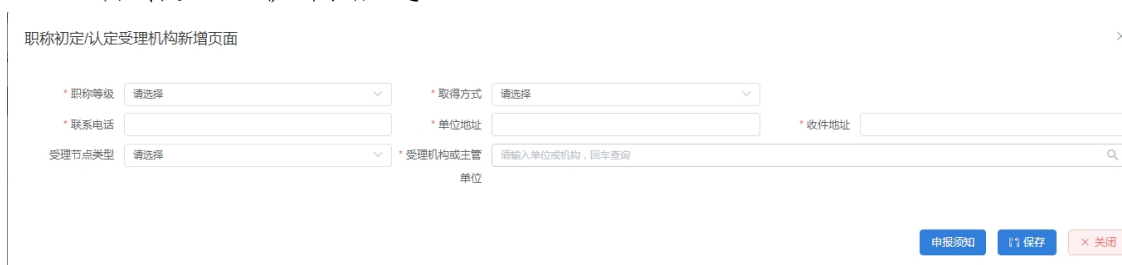 职称初定/认定受理机构新增页面
* 职称等级 请选择 * 取得方式 请选择
* 联系电话 * 单位地址 * 收件地址
受理节点类型 请选择 * 受理机构或主管 请输入单位或机构，回车查询
单位
申报须知 保存 × 关闭